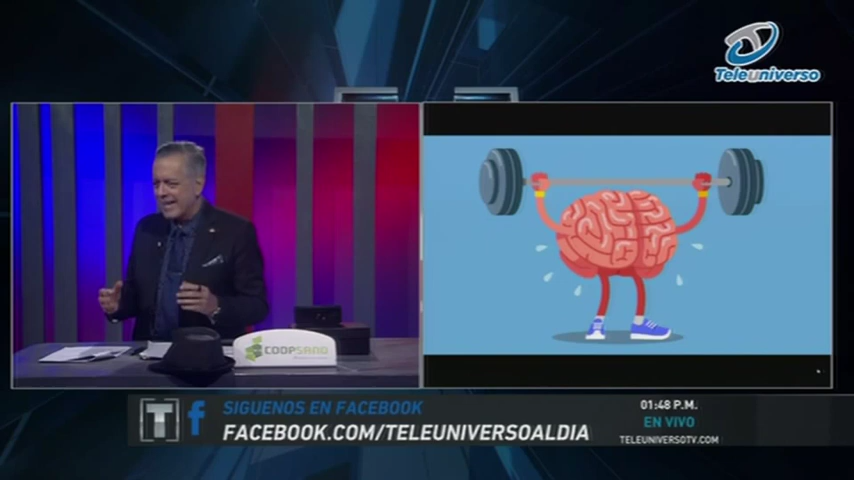 Teleuniverso
COOPSANO
SIGUENOS EN FACEBOOK
FACEBOOK.COM/TELEUNIVERSOALDIA
01:48 P.M.
EN VIVO
TELEUNIVERSOTV.COM